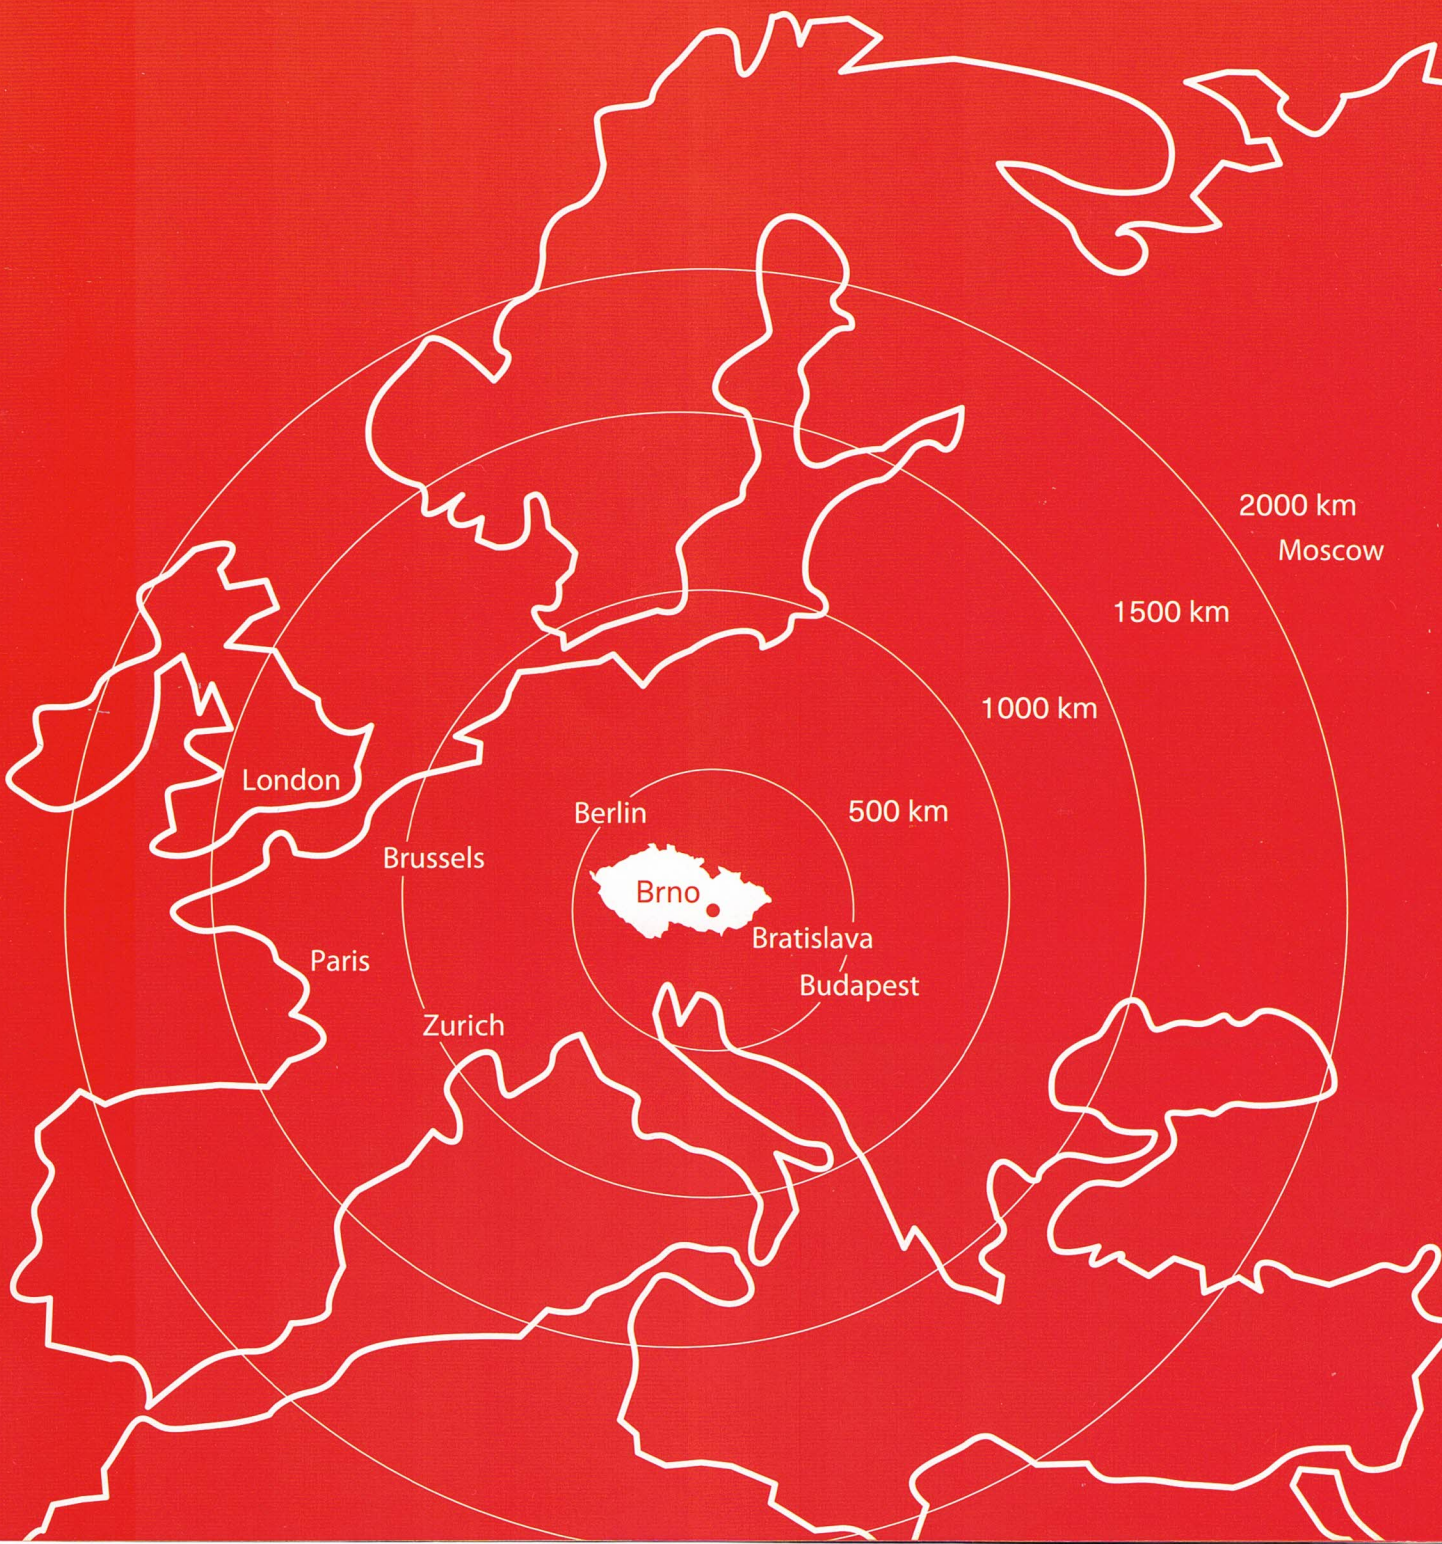 2000 km
Moscow
1500 km
1000 km
London
Berlin
500 km
Brussels
Brno
Bratislava
Paris
Budapest
Zurich